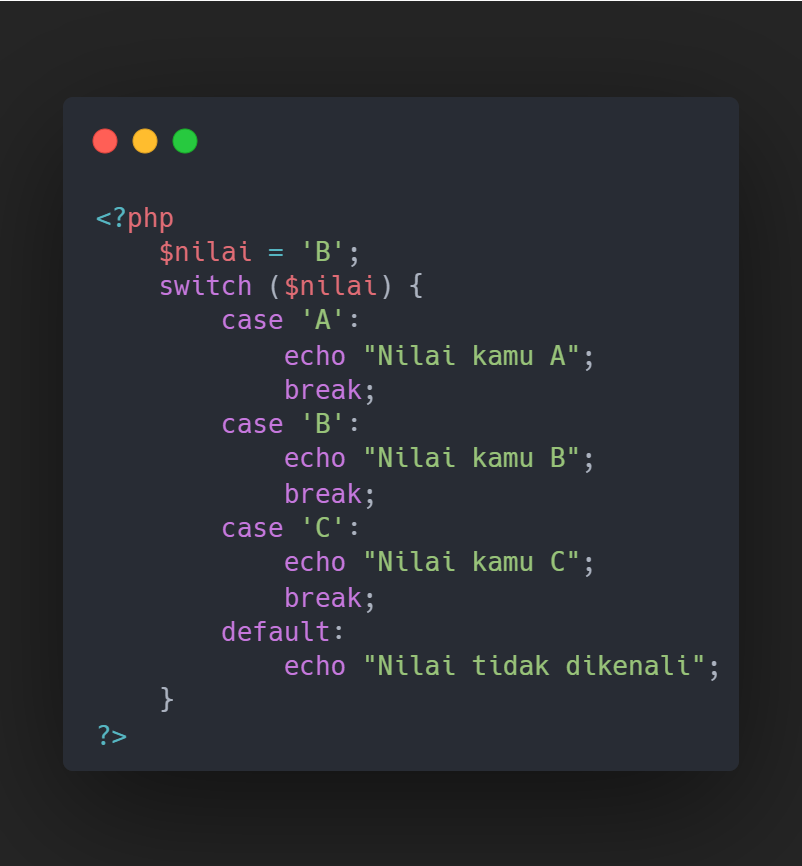 <?php
    $nilai = 'B';
    switch ($nilai) {
        case 'A':
            echo "Nilai kamu A";
            break;
        case 'B':
            echo "Nilai kamu B";
            break;
        case 'C':
            echo "Nilai kamu C";
            break;
        default:
            echo "Nilai tidak dikenali";
    }
?>